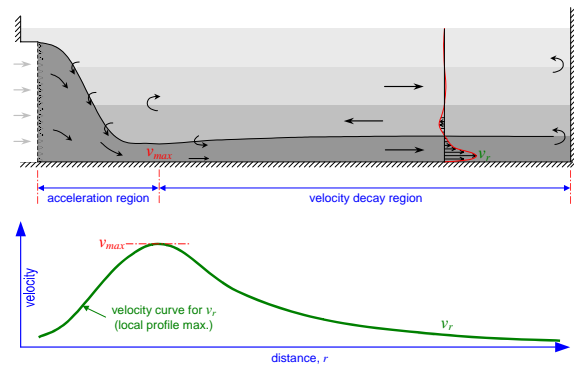 v_max
v_r
acceleration region
velocity decay region
velocity
v_max
velocity curve for v_r
(local profile max.)
v_r
distance, r